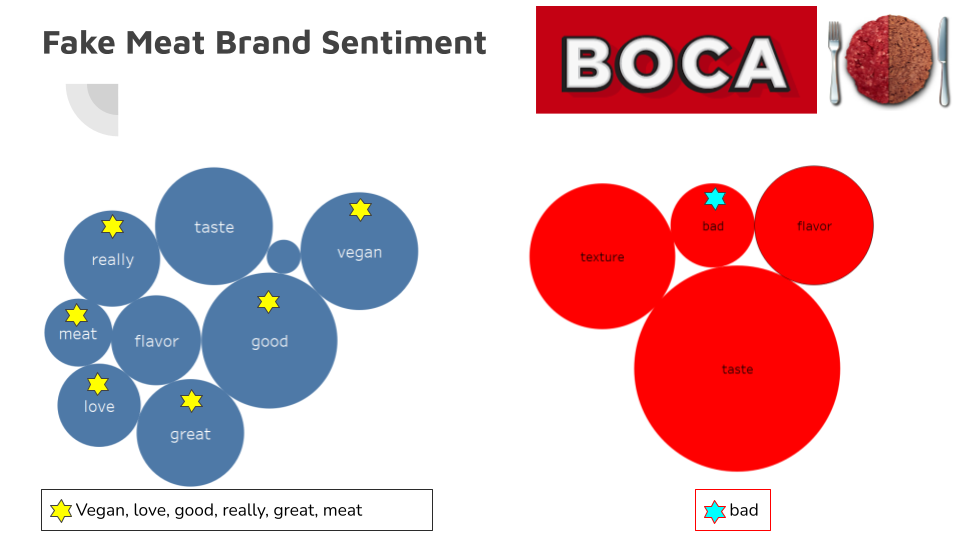 Fake Meat Brand Sentiment
BOCA
taste
really
vegan
meat
flavor
good
love
great
Vegan, love, good, really, great, meat
texture
bad
flavor
taste
bad